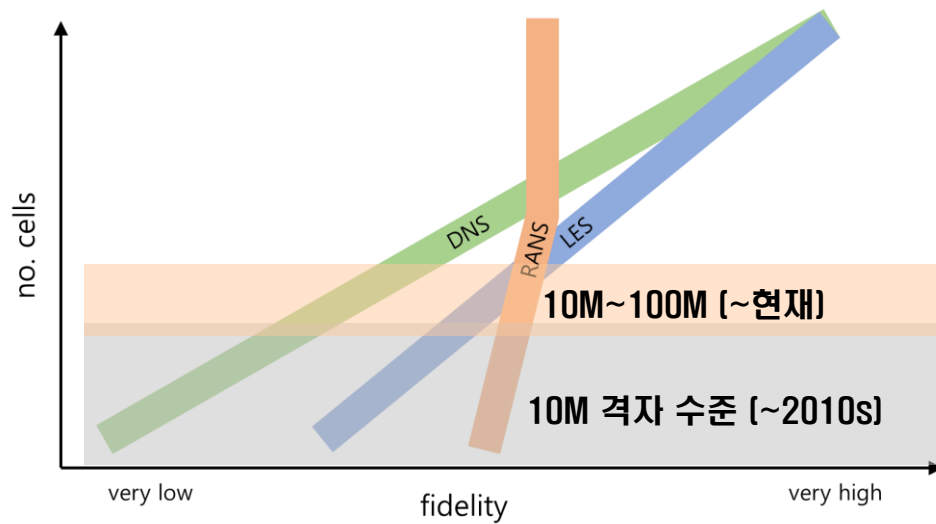 no. cells
DNS
RANS
LES
10M~100M (~현재)
10M 격자 수준 (~2010s)
very low
fidelity
very high